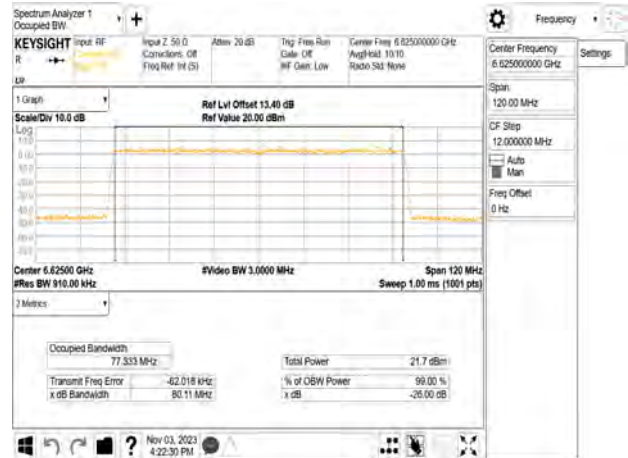 Spectrum Analyzer 1
Occupied BW
+
Frequency
KEYSIGHT
R
Input: RF
Input Z: 50 Ω
Corrections: Off
Freq Ref: Int (S)
Atten: 20 dB
Trig: Free Run
Gate: Off
#IF Gain: Low
Center Freq: 6.625000000 GHz
Avg|Hold: 10/10
Radio Std: None
Center Frequency
6.625000000 GHz
Settings
Span
120.00 MHz
CF Step
12.000000 MHz
Auto
Man
Freq Offset
0 Hz
1 Graph
Scale/Div 10.0 dB
Ref Lvl Offset 13.40 dB
Ref Value 20.00 dBm
Log
Center 6.62500 GHz
#Res BW 910.00 kHz
#Video BW 3.0000 MHz
Span 120 MHz
Sweep 1.00 ms (1001 pts)
2 Metrics
Occupied Bandwidth
77.333 MHz
Total Power 21.7 dBm
Transmit Freq Error -62.018 kHz
% of OBW Power 99.00 %
x dB Bandwidth 80.11 MHz
x dB -26.00 dB
?
Nov 03, 2023
4:22:30 PM